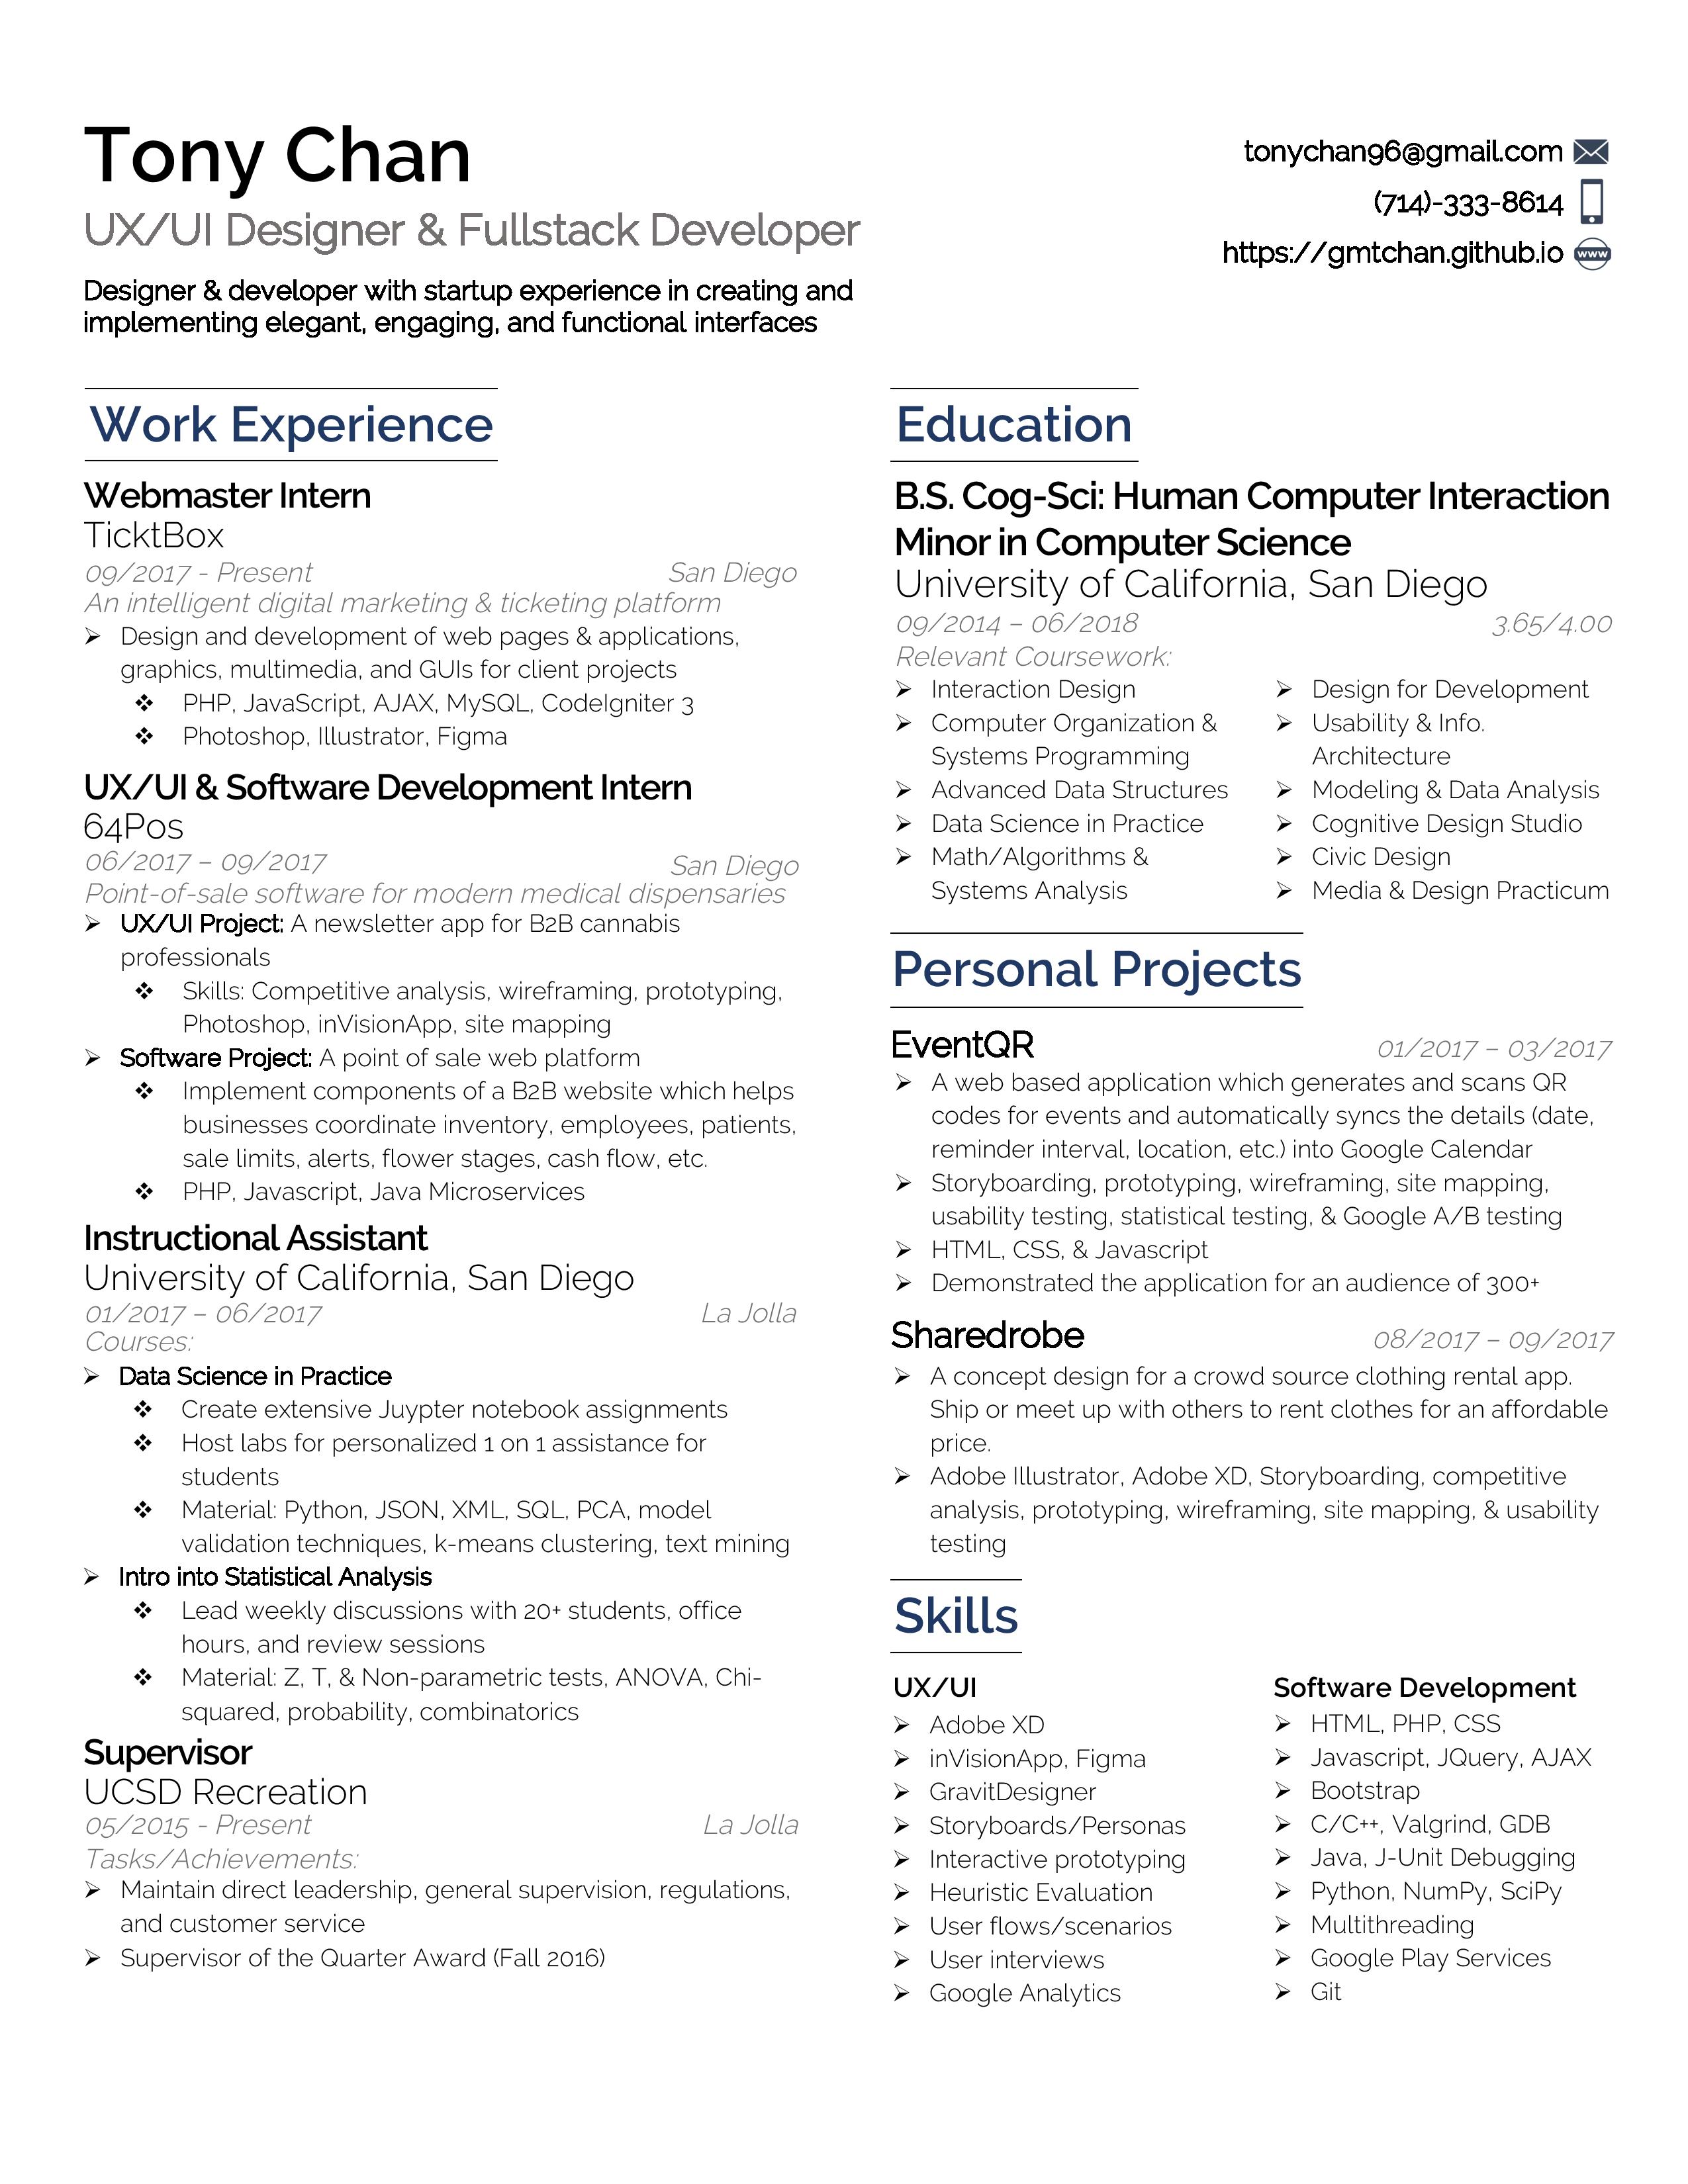 Tony Chan
UX/UI Designer & Fullstack Developer
Designer & developer with startup experience in creating and
implementing elegant, engaging, and functional interfaces
tonychan96@gmail.com
(714)-333-8614
https://gmtchan.github.io
www
Work Experience
Webmaster Intern
TicktBox
09/2017 - Present San Diego
An intelligent digital marketing & ticketing platform
➢ Design and development of web pages & applications,
graphics, multimedia, and GUIs for client projects
❖ PHP, JavaScript, AJAX, MySQL, CodeIgniter 3
❖ Photoshop, Illustrator, Figma
UX/UI & Software Development Intern
64Pos
06/2017 – 09/2017 San Diego
Point-of-sale software for modern medical dispensaries
➢ UX/UI Project: A newsletter app for B2B cannabis
professionals
❖ Skills: Competitive analysis, wireframing, prototyping,
Photoshop, inVisionApp, site mapping
➢ Software Project: A point of sale web platform
❖ Implement components of a B2B website which helps
businesses coordinate inventory, employees, patients,
sale limits, alerts, flower stages, cash flow, etc.
❖ PHP, Javascript, Java Microservices
Instructional Assistant
University of California, San Diego
01/2017 – 06/2017 La Jolla
Courses:
➢ Data Science in Practice
❖ Create extensive Juypter notebook assignments
❖ Host labs for personalized 1 on 1 assistance for
students
❖ Material: Python, JSON, XML, SQL, PCA, model
validation techniques, k-means clustering, text mining
➢ Intro into Statistical Analysis
❖ Lead weekly discussions with 20+ students, office
hours, and review sessions
❖ Material: Z, T, & Non-parametric tests, ANOVA, Chi-
squared, probability, combinatorics
Supervisor
UCSD Recreation
05/2015 - Present La Jolla
Tasks/Achievements:
➢ Maintain direct leadership, general supervision, regulations,
and customer service
➢ Supervisor of the Quarter Award (Fall 2016)
Education
B.S. Cog-Sci: Human Computer Interaction
Minor in Computer Science
University of California, San Diego
09/2014 – 06/2018 3.65/4.00
Relevant Coursework:
➢ Interaction Design
➢ Computer Organization &
Systems Programming
➢ Advanced Data Structures
➢ Data Science in Practice
➢ Math/Algorithms &
Systems Analysis
➢ Design for Development
➢ Usability & Info.
Architecture
➢ Modeling & Data Analysis
➢ Cognitive Design Studio
➢ Civic Design
➢ Media & Design Practicum
Personal Projects
EventQR 01/2017 – 03/2017
➢ A web based application which generates and scans QR
codes for events and automatically syncs the details (date,
reminder interval, location, etc.) into Google Calendar
➢ Storyboarding, prototyping, wireframing, site mapping,
usability testing, statistical testing, & Google A/B testing
➢ HTML, CSS, & Javascript
➢ Demonstrated the application for an audience of 300+
Sharedrobe 08/2017 – 09/2017
➢ A concept design for a crowd source clothing rental app.
Ship or meet up with others to rent clothes for an affordable
price.
➢ Adobe Illustrator, Adobe XD, Storyboarding, competitive
analysis, prototyping, wireframing, site mapping, & usability
testing
Skills
UX/UI
➢ Adobe XD
➢ inVisionApp, Figma
➢ GravitDesigner
➢ Storyboards/Personas
➢ Interactive prototyping
➢ Heuristic Evaluation
➢ User flows/scenarios
➢ User interviews
➢ Google Analytics
Software Development
➢ HTML, PHP, CSS
➢ Javascript, JQuery, AJAX
➢ Bootstrap
➢ C/C++, Valgrind, GDB
➢ Java, J-Unit Debugging
➢ Python, NumPy, SciPy
➢ Multithreading
➢ Google Play Services
➢ Git